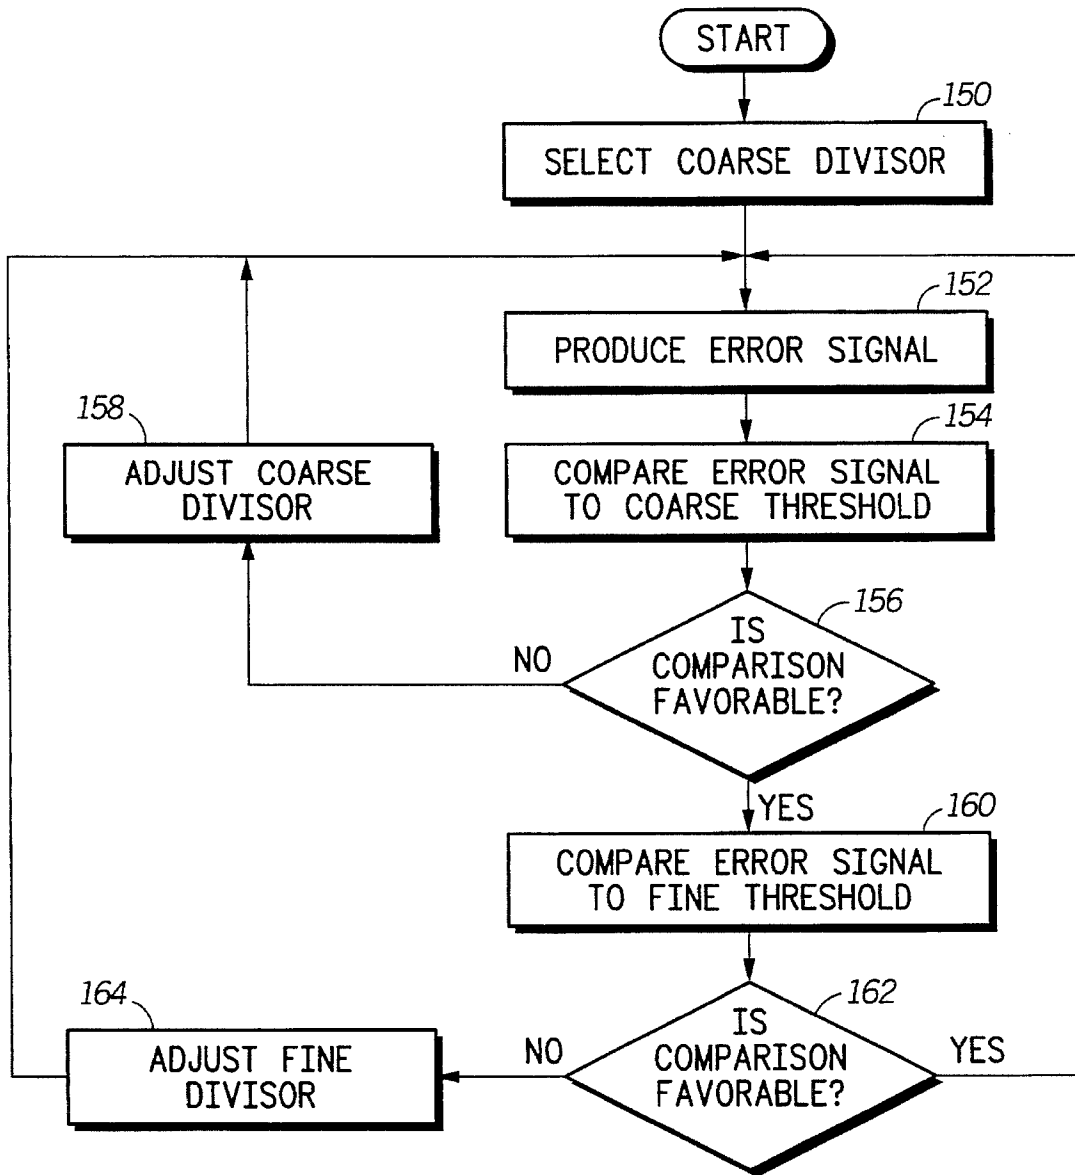 START
150
SELECT COARSE DIVISOR
152
PRODUCE ERROR SIGNAL
154
COMPARE ERROR SIGNAL
TO COARSE THRESHOLD
158
ADJUST COARSE
DIVISOR
156
IS
COMPARISON
FAVORABLE?
NO
YES
160
COMPARE ERROR SIGNAL
TO FINE THRESHOLD
162
IS
COMPARISON
FAVORABLE?
NO
YES
164
ADJUST FINE
DIVISOR